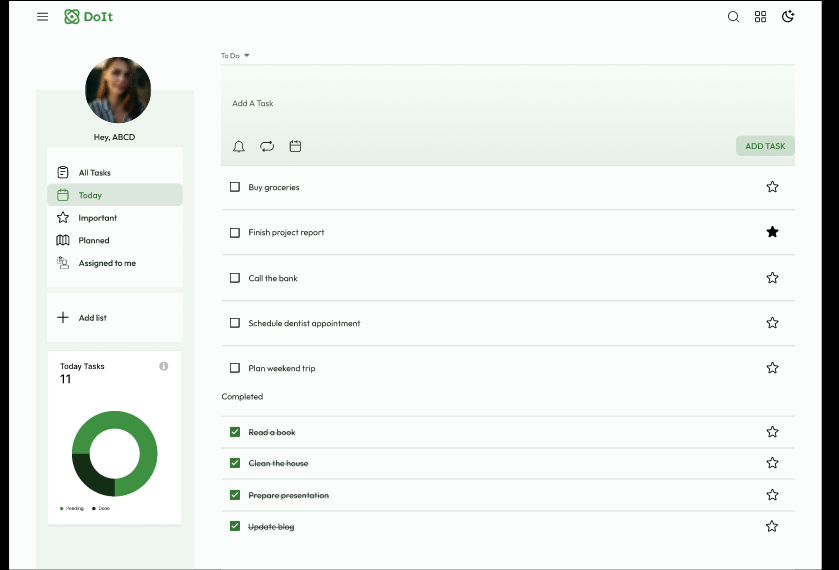 DoIt
To Do
Add A Task
ADD TASK
Hey, ABCD
All Tasks
Today
Important
Planned
Assigned to me
Add list
Today Tasks
11
Pending
Done
Buy groceries
Finish project report
Call the bank
Schedule dentist appointment
Plan weekend trip
Completed
Read a book
Clean the house
Prepare presentation
Update blog